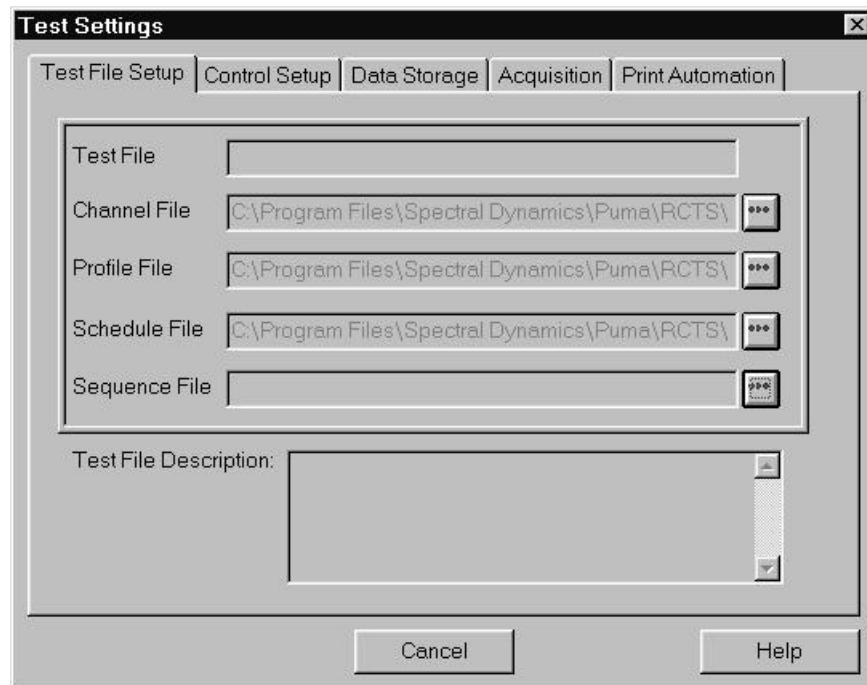 Test Settings
Test File Setup Control Setup Data Storage Acquisition Print Automation
Test File
Channel File C:\Program Files\Spectral Dynamics\Puma\RCTS\
Profile File C:\Program Files\Spectral Dynamics\Puma\RCTS\
Schedule File C:\Program Files\Spectral Dynamics\Puma\RCTS\
Sequence File
Test File Description:
Cancel Help